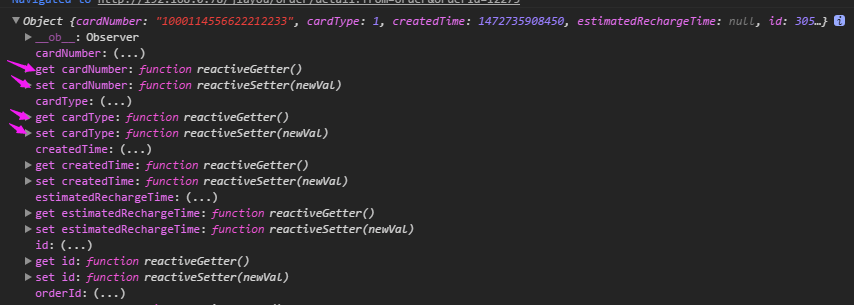 Navigated to http://192.168.0.78/jiayou/order/detail?from=order&orderId=12275
Object {cardNumber: "1000114556622212233", cardType: 1, createdTime: 1472735908450, estimatedRechargeTime: null, id: 305…}
__ob__: Observer
cardNumber: (...)
get cardNumber: function reactiveGetter()
set cardNumber: function reactiveSetter(newVal)
cardType: (...)
get cardType: function reactiveGetter()
set cardType: function reactiveSetter(newVal)
createdTime: (...)
get createdTime: function reactiveGetter()
set createdTime: function reactiveSetter(newVal)
estimatedRechargeTime: (...)
get estimatedRechargeTime: function reactiveGetter()
set estimatedRechargeTime: function reactiveSetter(newVal)
id: (...)
get id: function reactiveGetter()
set id: function reactiveSetter(newVal)
orderId: (...)